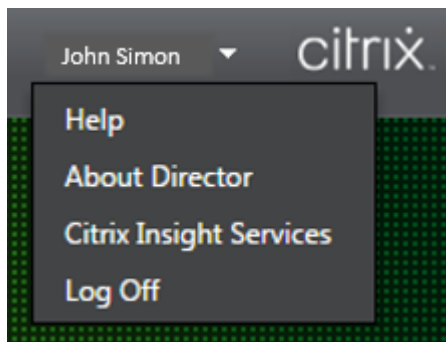 John Simon
citrix
Help
About Director
Citrix Insight Services
Log Off